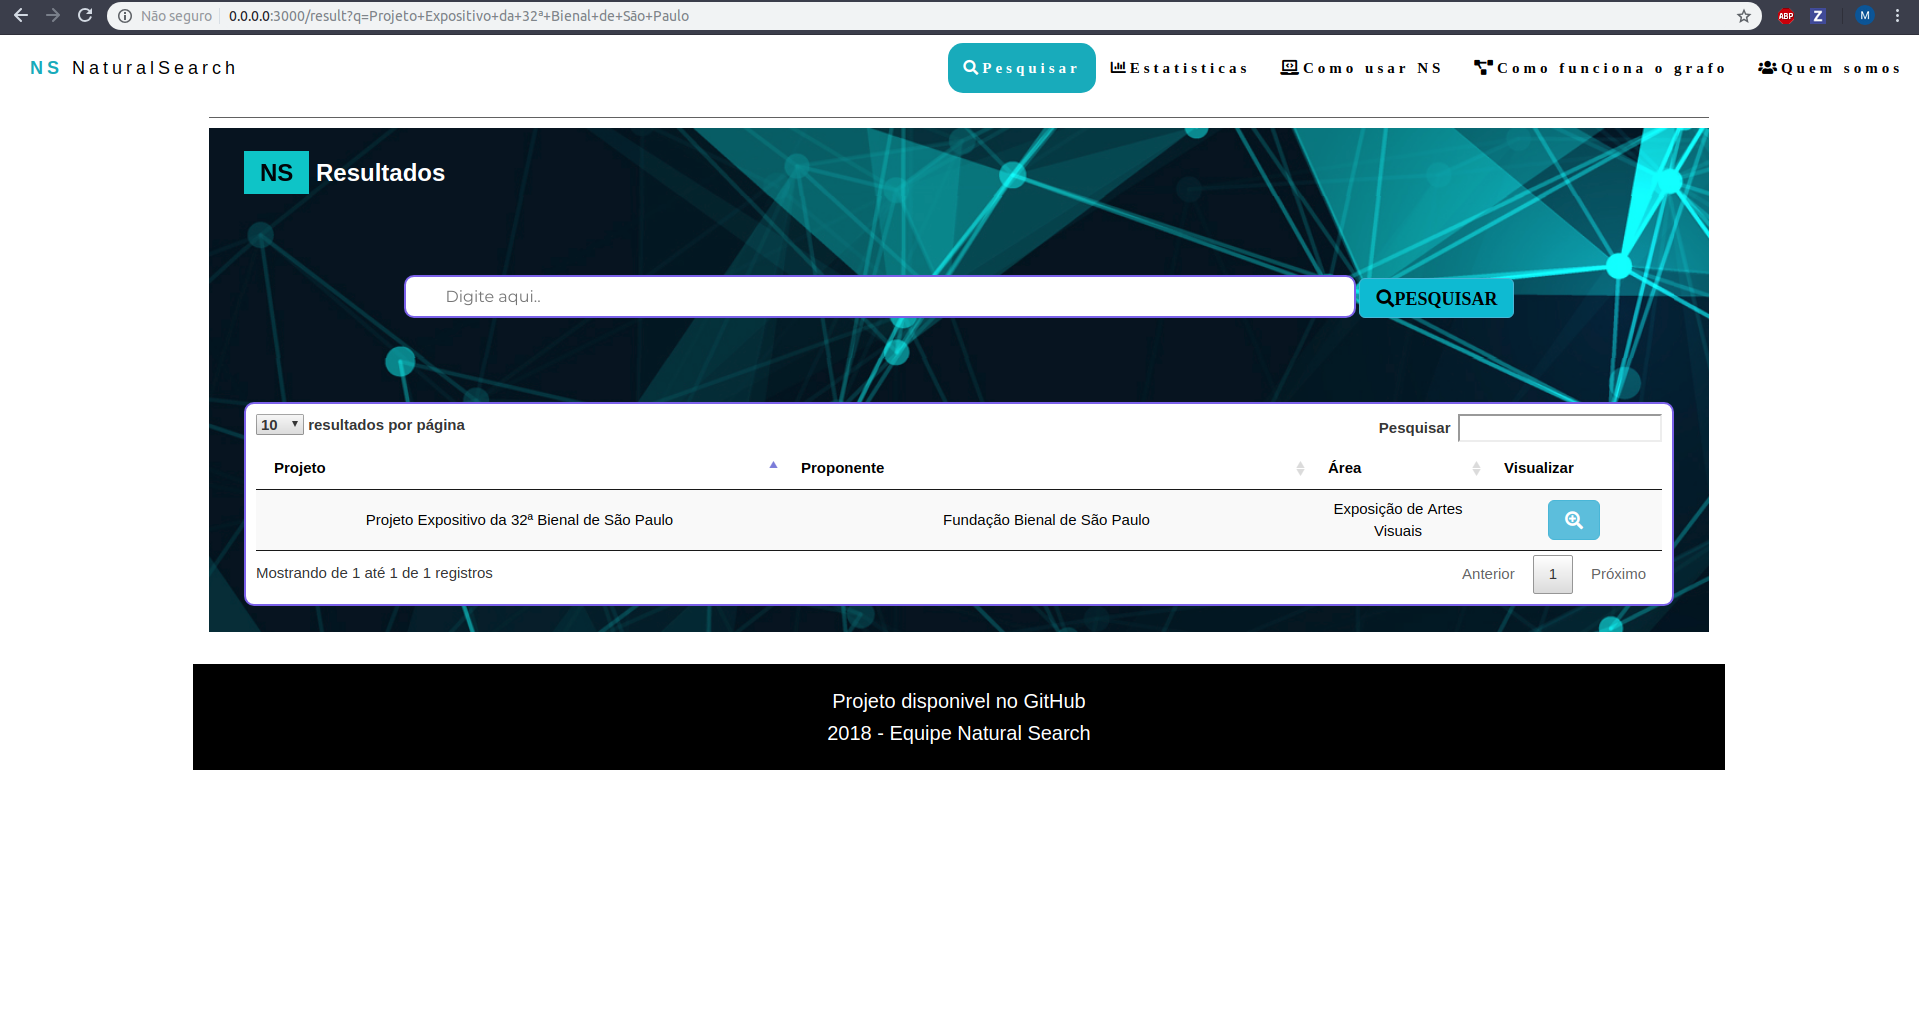 Não seguro 0.0.0.0:3000/result?q=Projeto+Expositivo+da+32ª+Bienal+de+São+Paulo
ABP Z M
NS NaturalSearch
Pesquisar Estatisticas Como usar NS Como funciona o grafo Quem somos
NS Resultados
Digite aqui..
PESQUISAR
10 resultados por página
Pesquisar
Projeto Proponente Área Visualizar
Projeto Expositivo da 32ª Bienal de São Paulo Fundação Bienal de São Paulo Exposição de Artes
Visuais
Mostrando de 1 até 1 de 1 registros
Anterior 1 Próximo
Projeto disponivel no GitHub
2018 - Equipe Natural Search